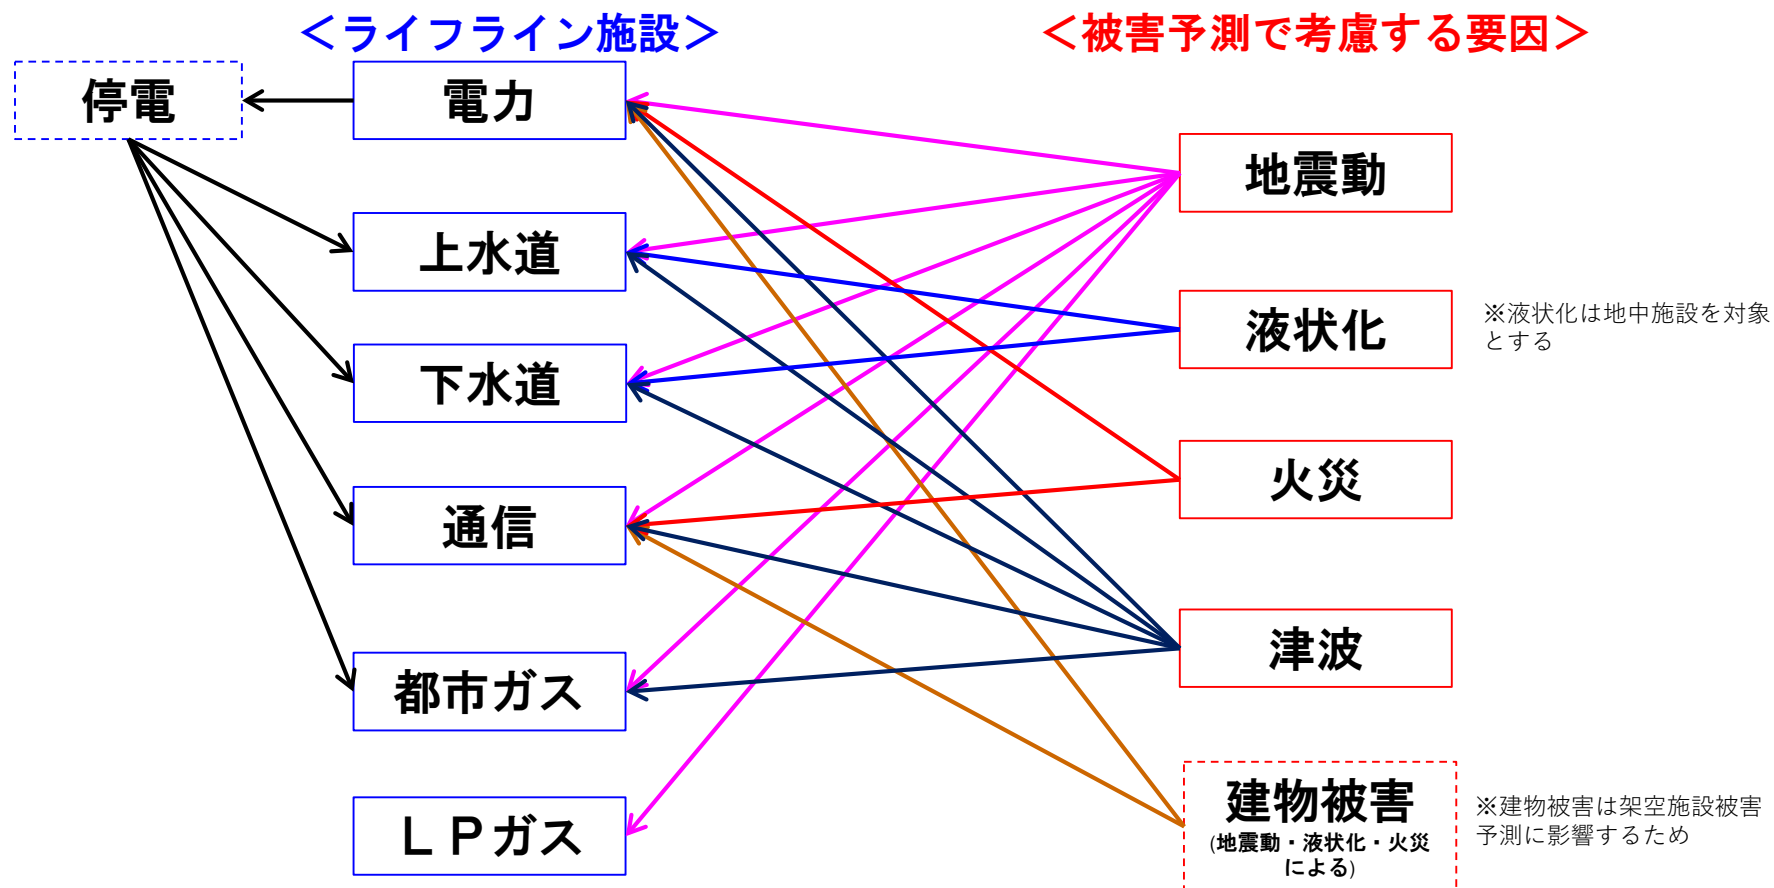 ＜ライフライン施設＞
＜被害予測で考慮する要因＞
停電
電力
上水道
下水道
通信
都市ガス
ＬＰガス
地震動
液状化
※液状化は地中施設を対象
とする
火災
津波
建物被害
(地震動・液状化・火災
による)
※建物被害は架空施設被害
予測に影響するため